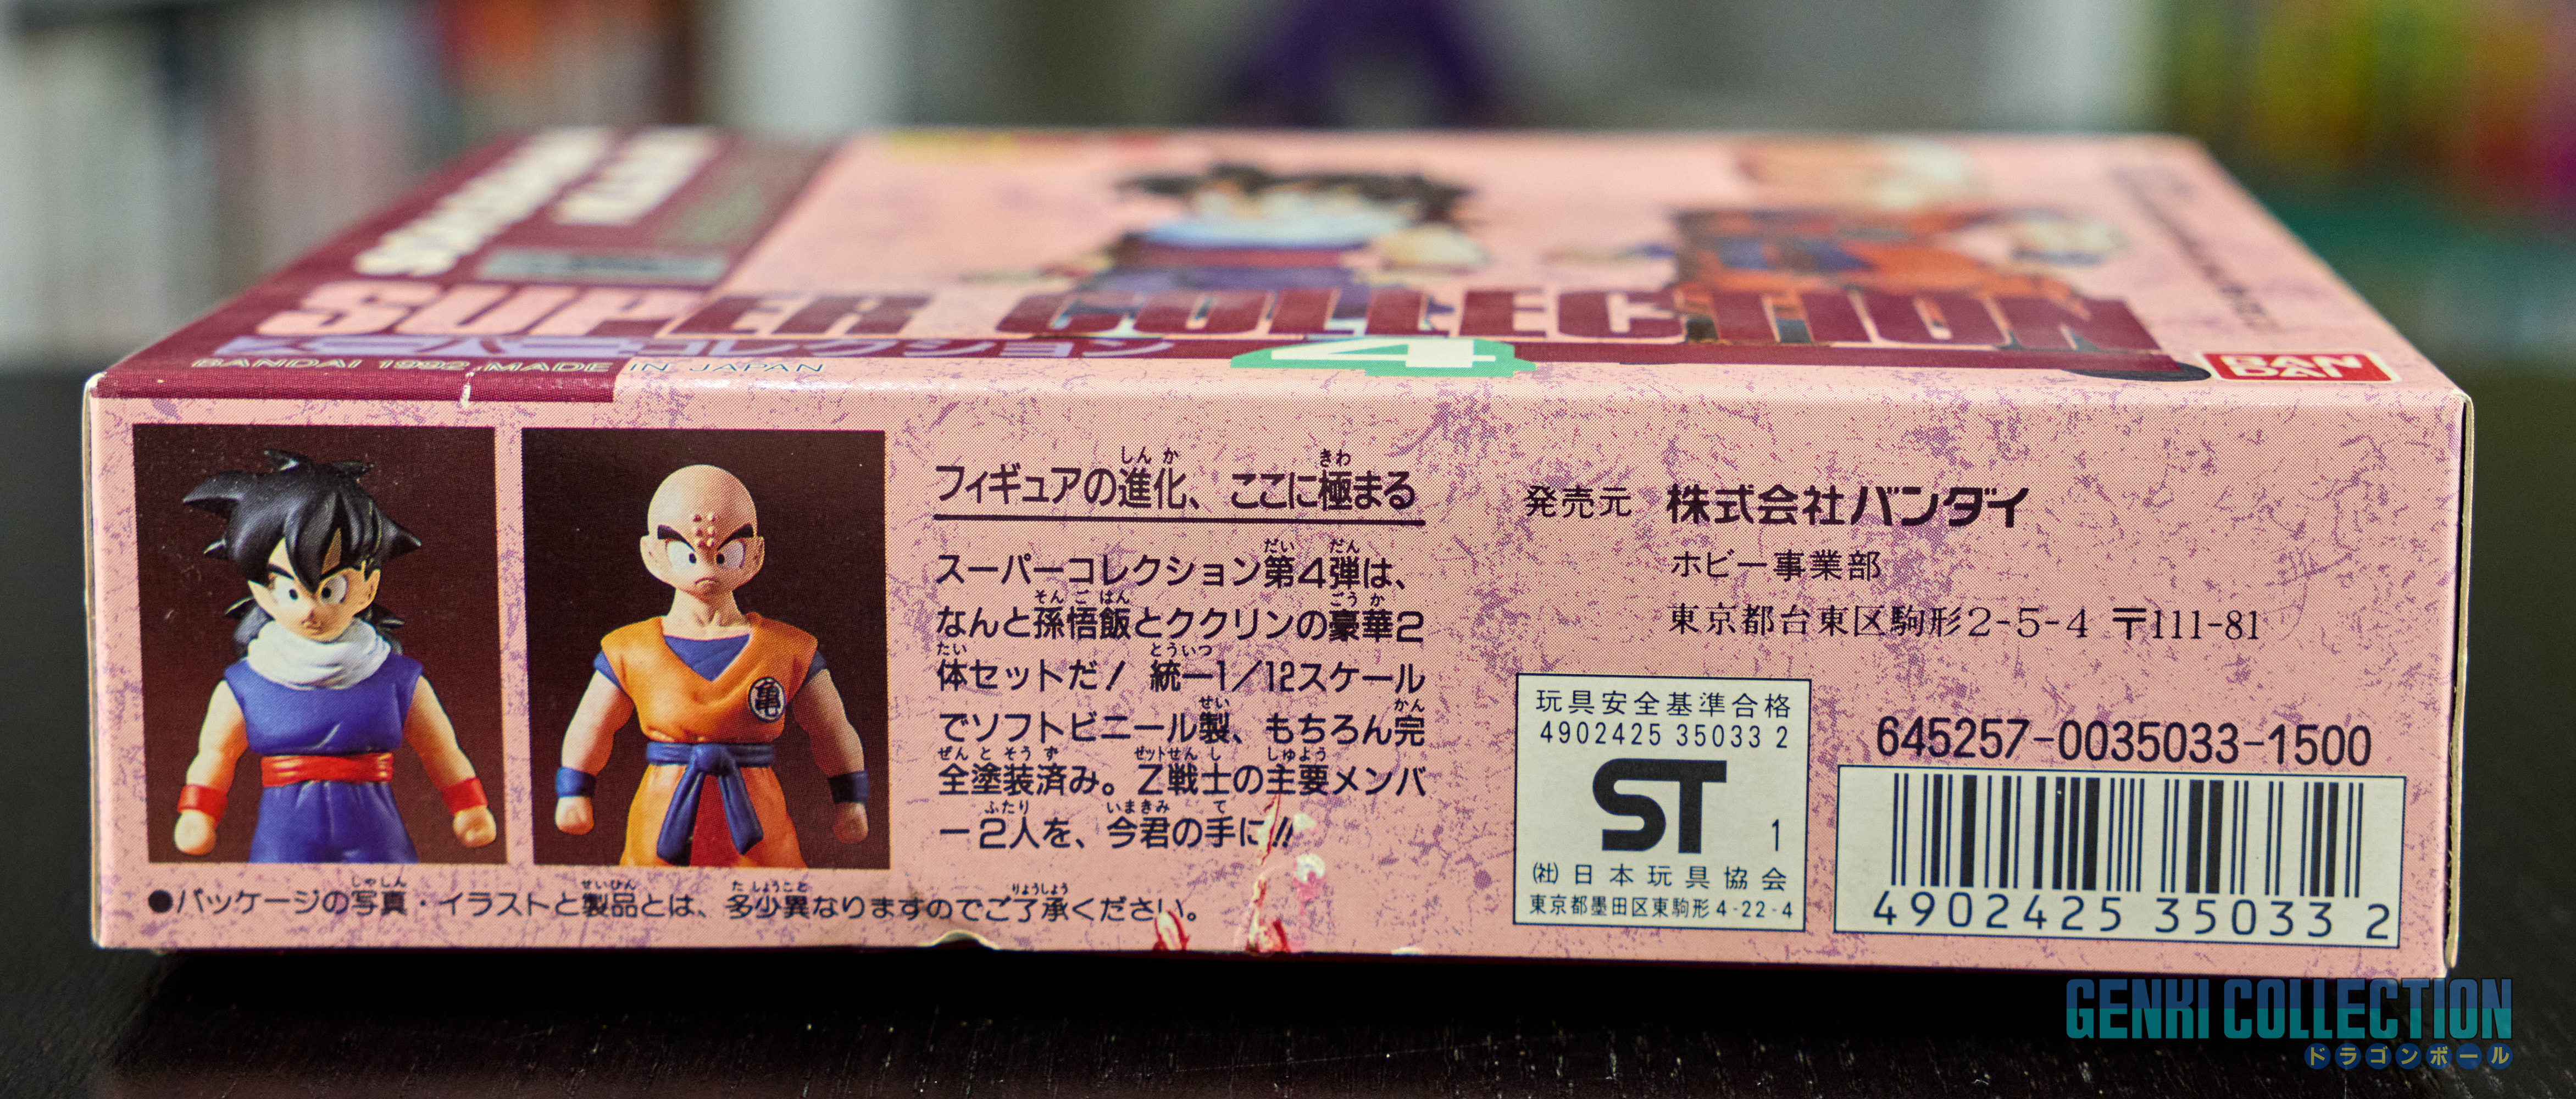 SUPER COLLECTION
スーパーコレクション
4
BANDAI 1992 MADE IN JAPAN
BAN
DAI
亀
フィギュアの進化、ここに極まる
スーパーコレクション第4弾は、
なんと孫悟飯とククリンの豪華2
体セットだ！ 統一1／12スケール
でソフトビニール製、もちろん完
全塗装済み。Z戦士の主要メンバ
ー2人を、今君の手に!!
●パッケージの写真・イラストと製品とは、多少異なりますのでご了承ください。
発売元 株式会社バンダイ
ホビー事業部
東京都台東区駒形2-5-4 〒111-81
玩具安全基準合格
4902425 35033 2
ST 1
(社)日本玩具協会
東京都墨田区東駒形4-22-4
645257-0035033-1500
4902425 35033 2
GENKI COLLECTION
ドラゴンボール